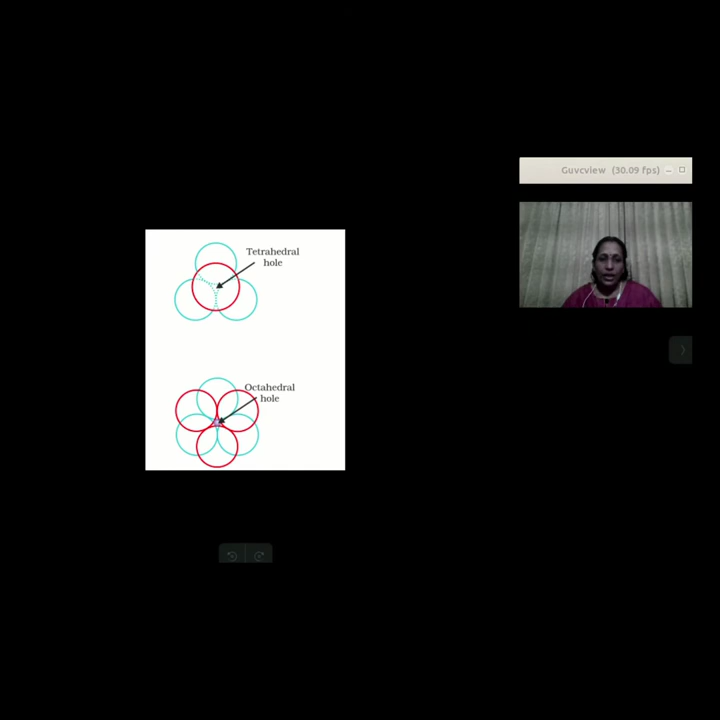 Guvcview (30.09 fps)
Tetrahedral
hole
Octahedral
hole